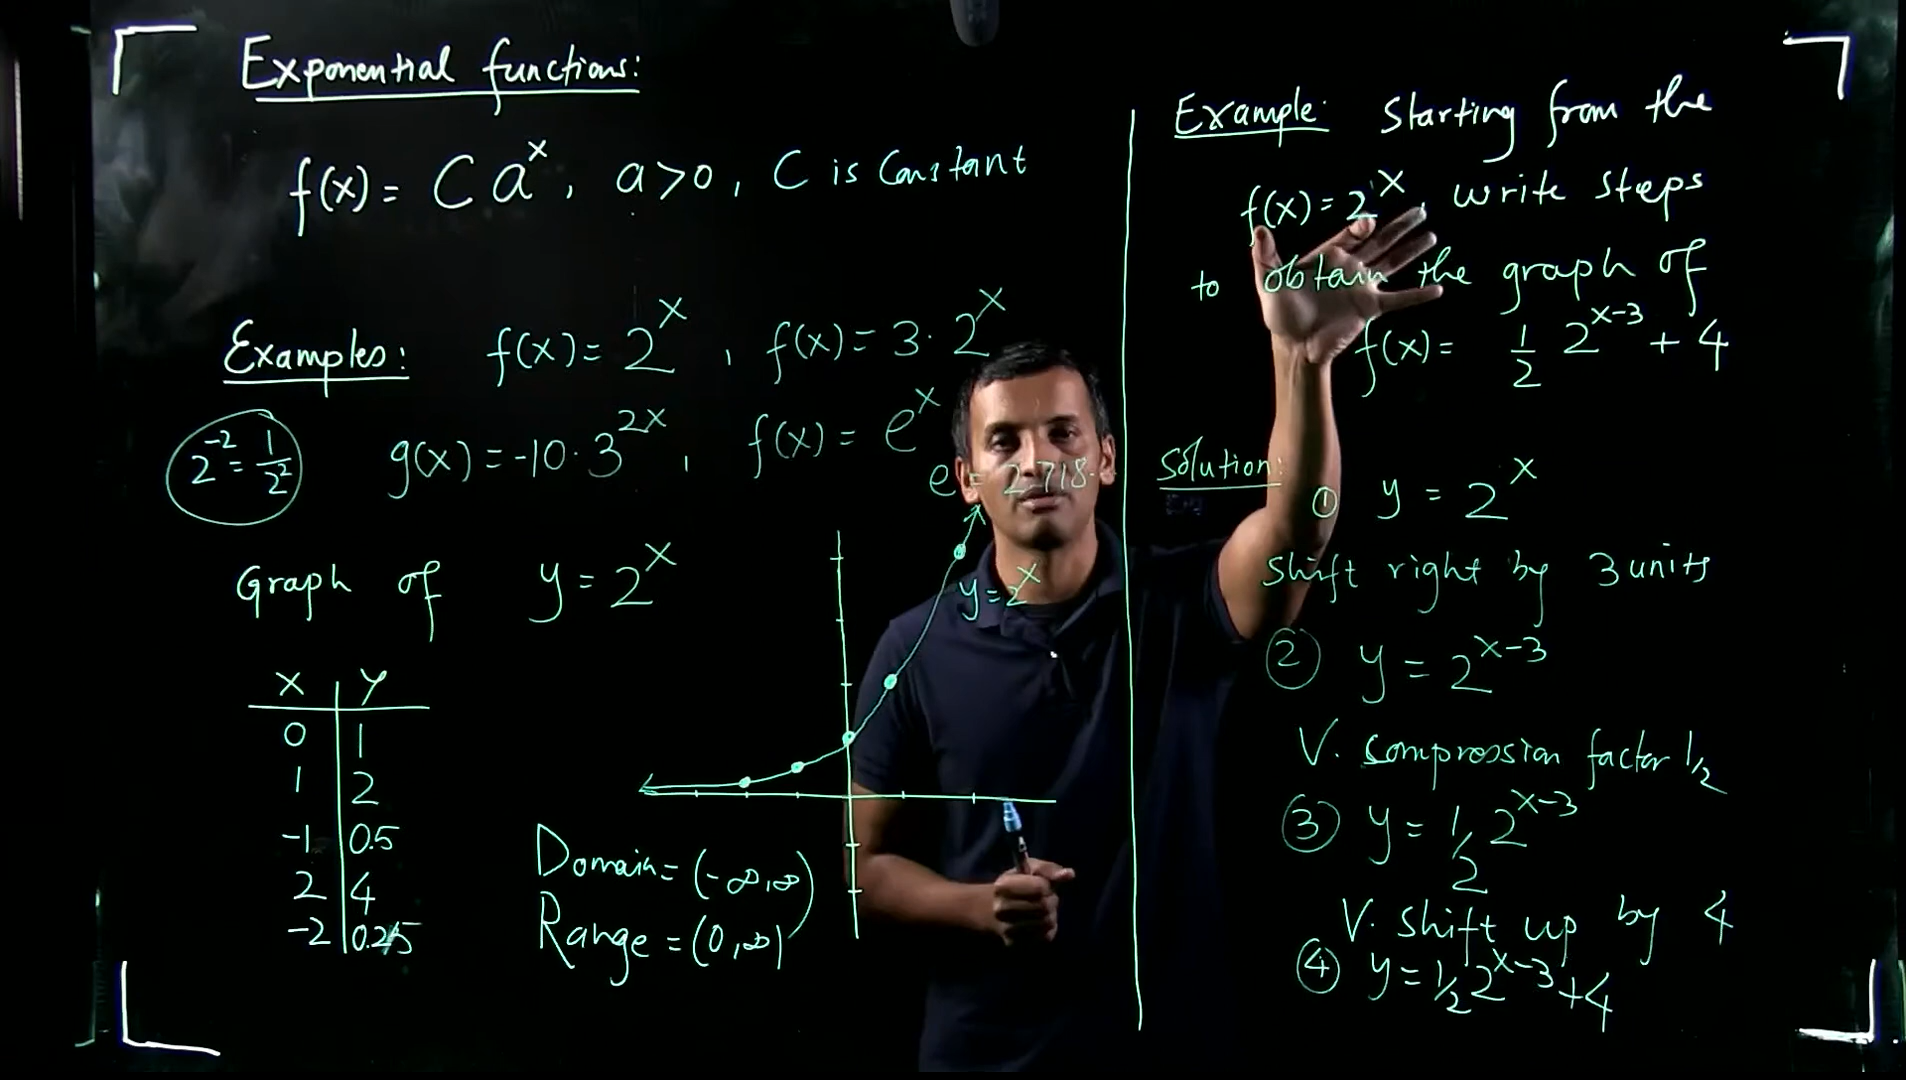 Exponential functions:
f(x) = C a^x, a>0, C is constant
Examples: f(x) = 2^x, f(x) = 3·2^x
2^-2 = 1/2^2
g(x) = -10·3^2x, f(x) = e^x
e = 2.718..
Graph of y = 2^x
x | y
0 | 1
1 | 2
-1 | 0.5
2 | 4
-2 | 0.25
y = 2^x
Domain = (-∞,∞)
Range = (0,∞)
Example: Starting from the
f(x) = 2^x, write steps
to obtain the graph of
f(x) = 1/2 2^x-3 + 4
Solution:
① y = 2^x
Shift right by 3 units
② y = 2^x-3
V. compression factor 1/2
③ y = 1/2 2^x-3
V. shift up by 4
④ y = 1/2 2^x-3 + 4